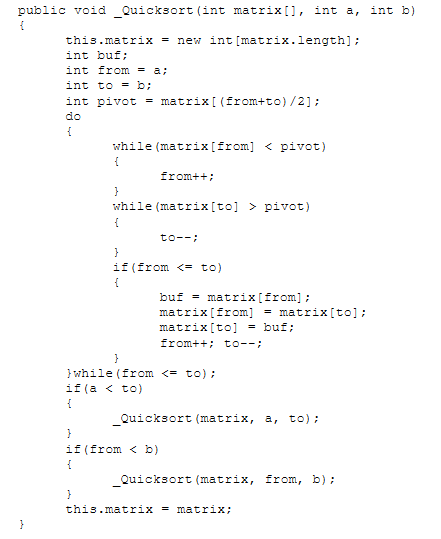 public void _Quicksort(int matrix[], int a, int b)
{
this.matrix = new int[matrix.length];
int buf;
int from = a;
int to = b;
int pivot = matrix[(from+to)/2];
do
{
while(matrix[from] < pivot)
{
from++;
}
while(matrix[to] > pivot)
{
to--;
}
if(from <= to)
{
buf = matrix[from];
matrix[from] = matrix[to];
matrix[to] = buf;
from++; to--;
}
}while(from <= to);
if(a < to)
{
_Quicksort(matrix, a, to);
}
if(from < b)
{
_Quicksort(matrix, from, b);
}
this.matrix = matrix;
}